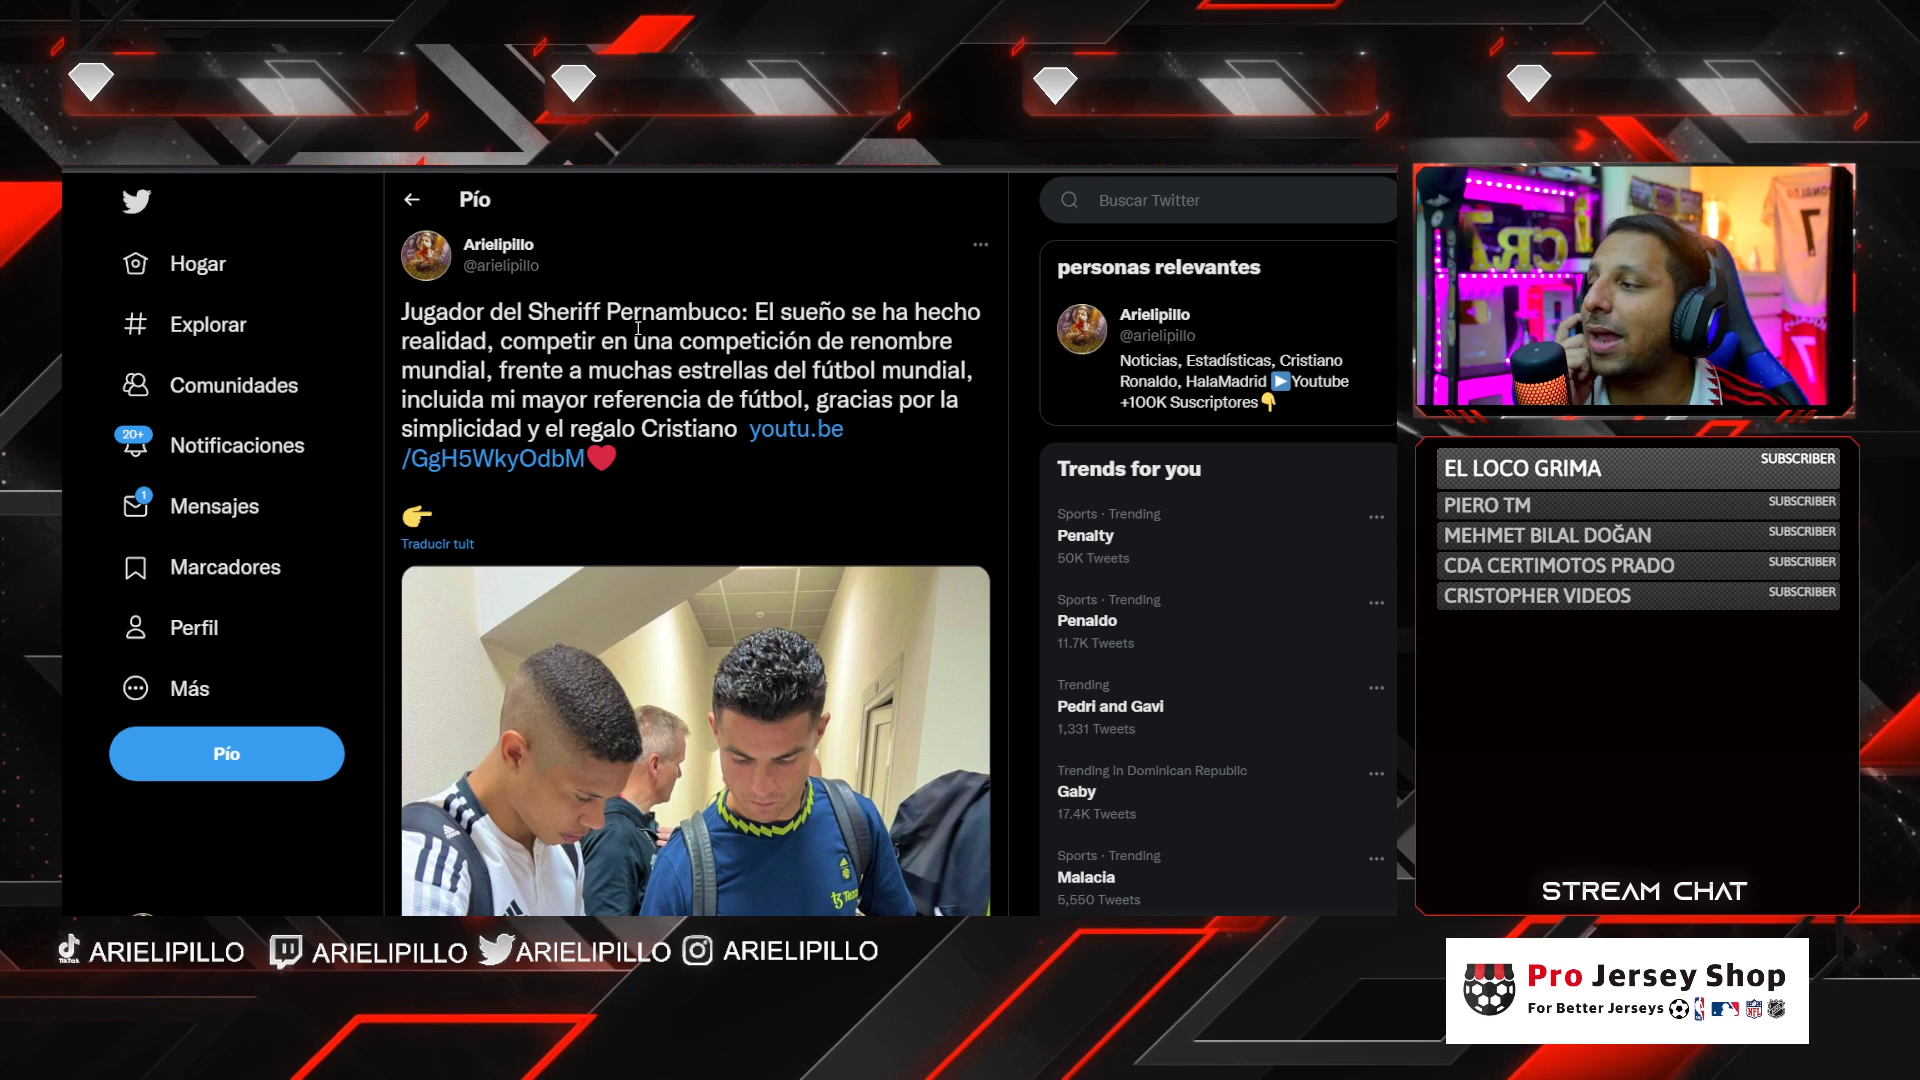 Hogar
Explorar
Comunidades
20+
Notificaciones
1
Mensajes
Marcadores
Perfil
Más
Pío
Pío
Arielipillo
@arielipillo
Jugador del Sheriff Pernambuco: El sueño se ha hecho
realidad, competir en una competición de renombre
mundial, frente a muchas estrellas del fútbol mundial,
incluida mi mayor referencia de fútbol, gracias por la
simplicidad y el regalo Cristiano youtu.be
/GgH5WkyOdbM
Traducir tuit
Buscar Twitter
personas relevantes
Arielipillo
@arielipillo
Noticias, Estadísticas, Cristiano
Ronaldo, HalaMadrid Youtube
+100K Suscriptores
Trends for you
Sports · Trending
Penalty
50K Tweets
Sports · Trending
Penaldo
11.7K Tweets
Trending
Pedri and Gavi
1,331 Tweets
Trending in Dominican Republic
Gaby
17.4K Tweets
Sports · Trending
Malacia
5,550 Tweets
EL LOCO GRIMA SUBSCRIBER
PIERO TM SUBSCRIBER
MEHMET BILAL DOĞAN SUBSCRIBER
CDA CERTIMOTOS PRADO SUBSCRIBER
CRISTOPHER VIDEOS SUBSCRIBER
STREAM CHAT
TikTok ARIELIPILLO ARIELIPILLO ARIELIPILLO ARIELIPILLO
Pro Jersey Shop
For Better Jerseys